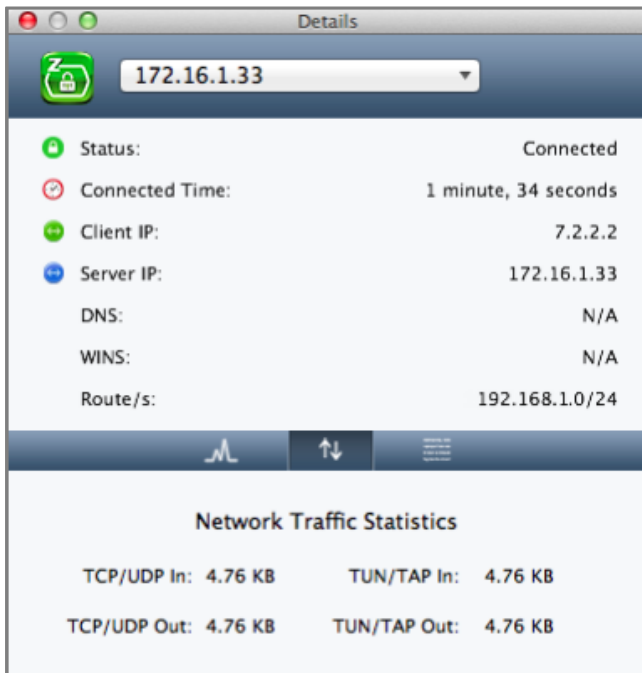 Details
172.16.1.33
Status: Connected
Connected Time: 1 minute, 34 seconds
Client IP: 7.2.2.2
Server IP: 172.16.1.33
DNS: N/A
WINS: N/A
Route/s: 192.168.1.0/24
Network Traffic Statistics
TCP/UDP In: 4.76 KB TUN/TAP In: 4.76 KB
TCP/UDP Out: 4.76 KB TUN/TAP Out: 4.76 KB